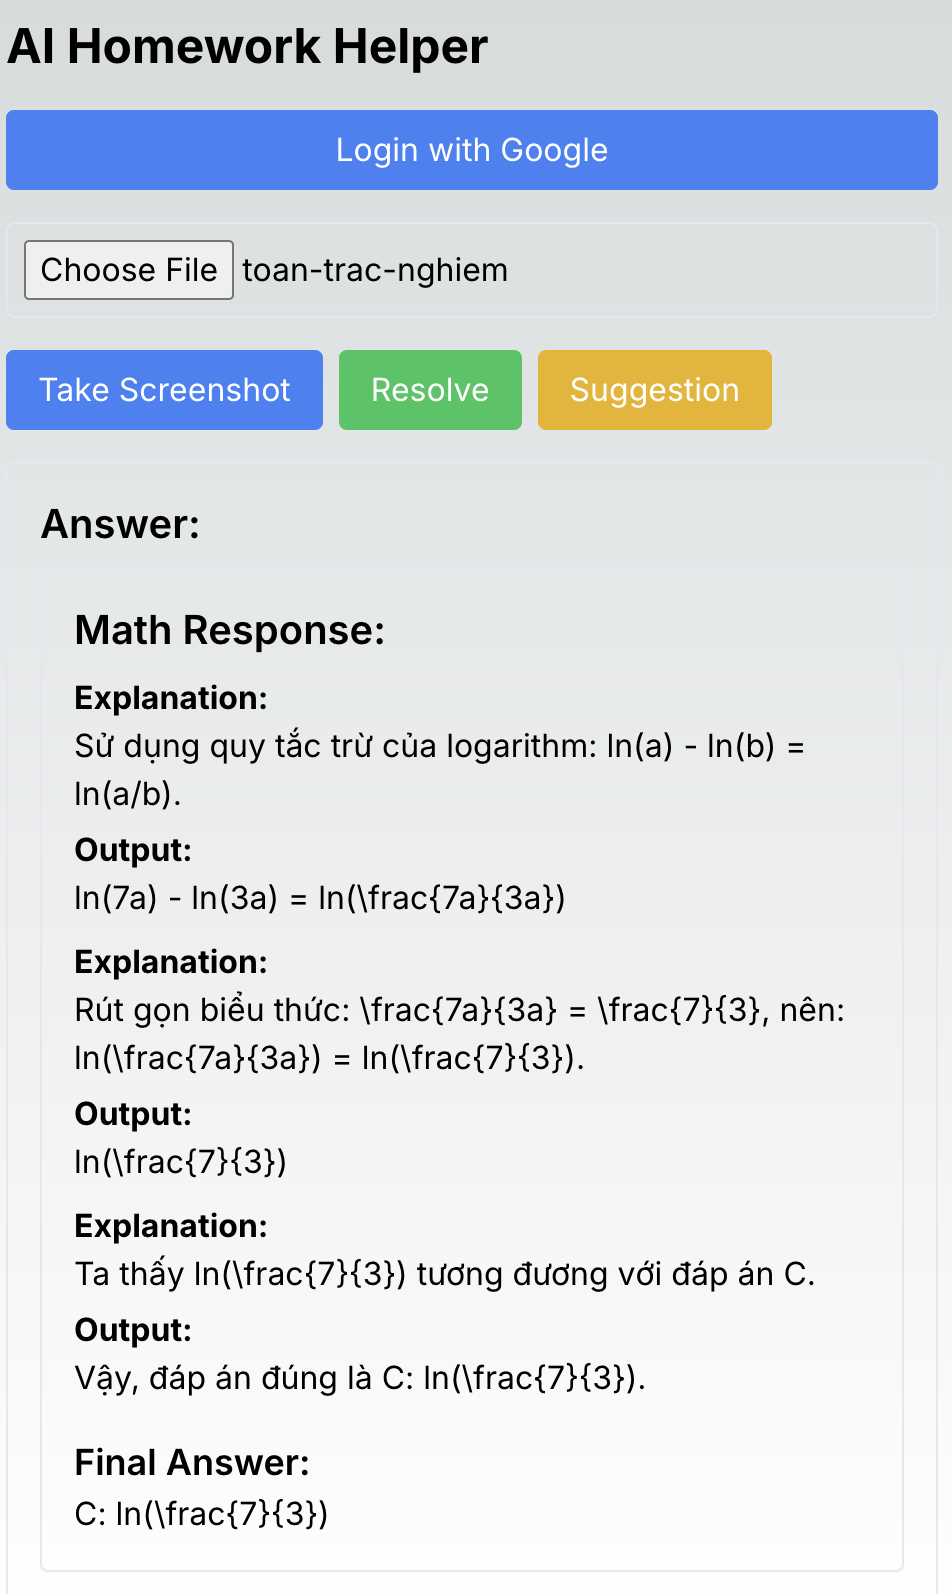 AI Homework Helper
Login with Google
Choose File toan-trac-nghiem
Take Screenshot
Resolve
Suggestion
Answer:
Math Response:
Explanation:
Sử dụng quy tắc trừ của logarithm: ln(a) - ln(b) =
ln(a/b).
Output:
ln(7a) - ln(3a) = ln(\frac{7a}{3a})
Explanation:
Rút gọn biểu thức: \frac{7a}{3a} = \frac{7}{3}, nên:
ln(\frac{7a}{3a}) = ln(\frac{7}{3}).
Output:
ln(\frac{7}{3})
Explanation:
Ta thấy ln(\frac{7}{3}) tương đương với đáp án C.
Output:
Vậy, đáp án đúng là C: ln(\frac{7}{3}).
Final Answer:
C: ln(\frac{7}{3})